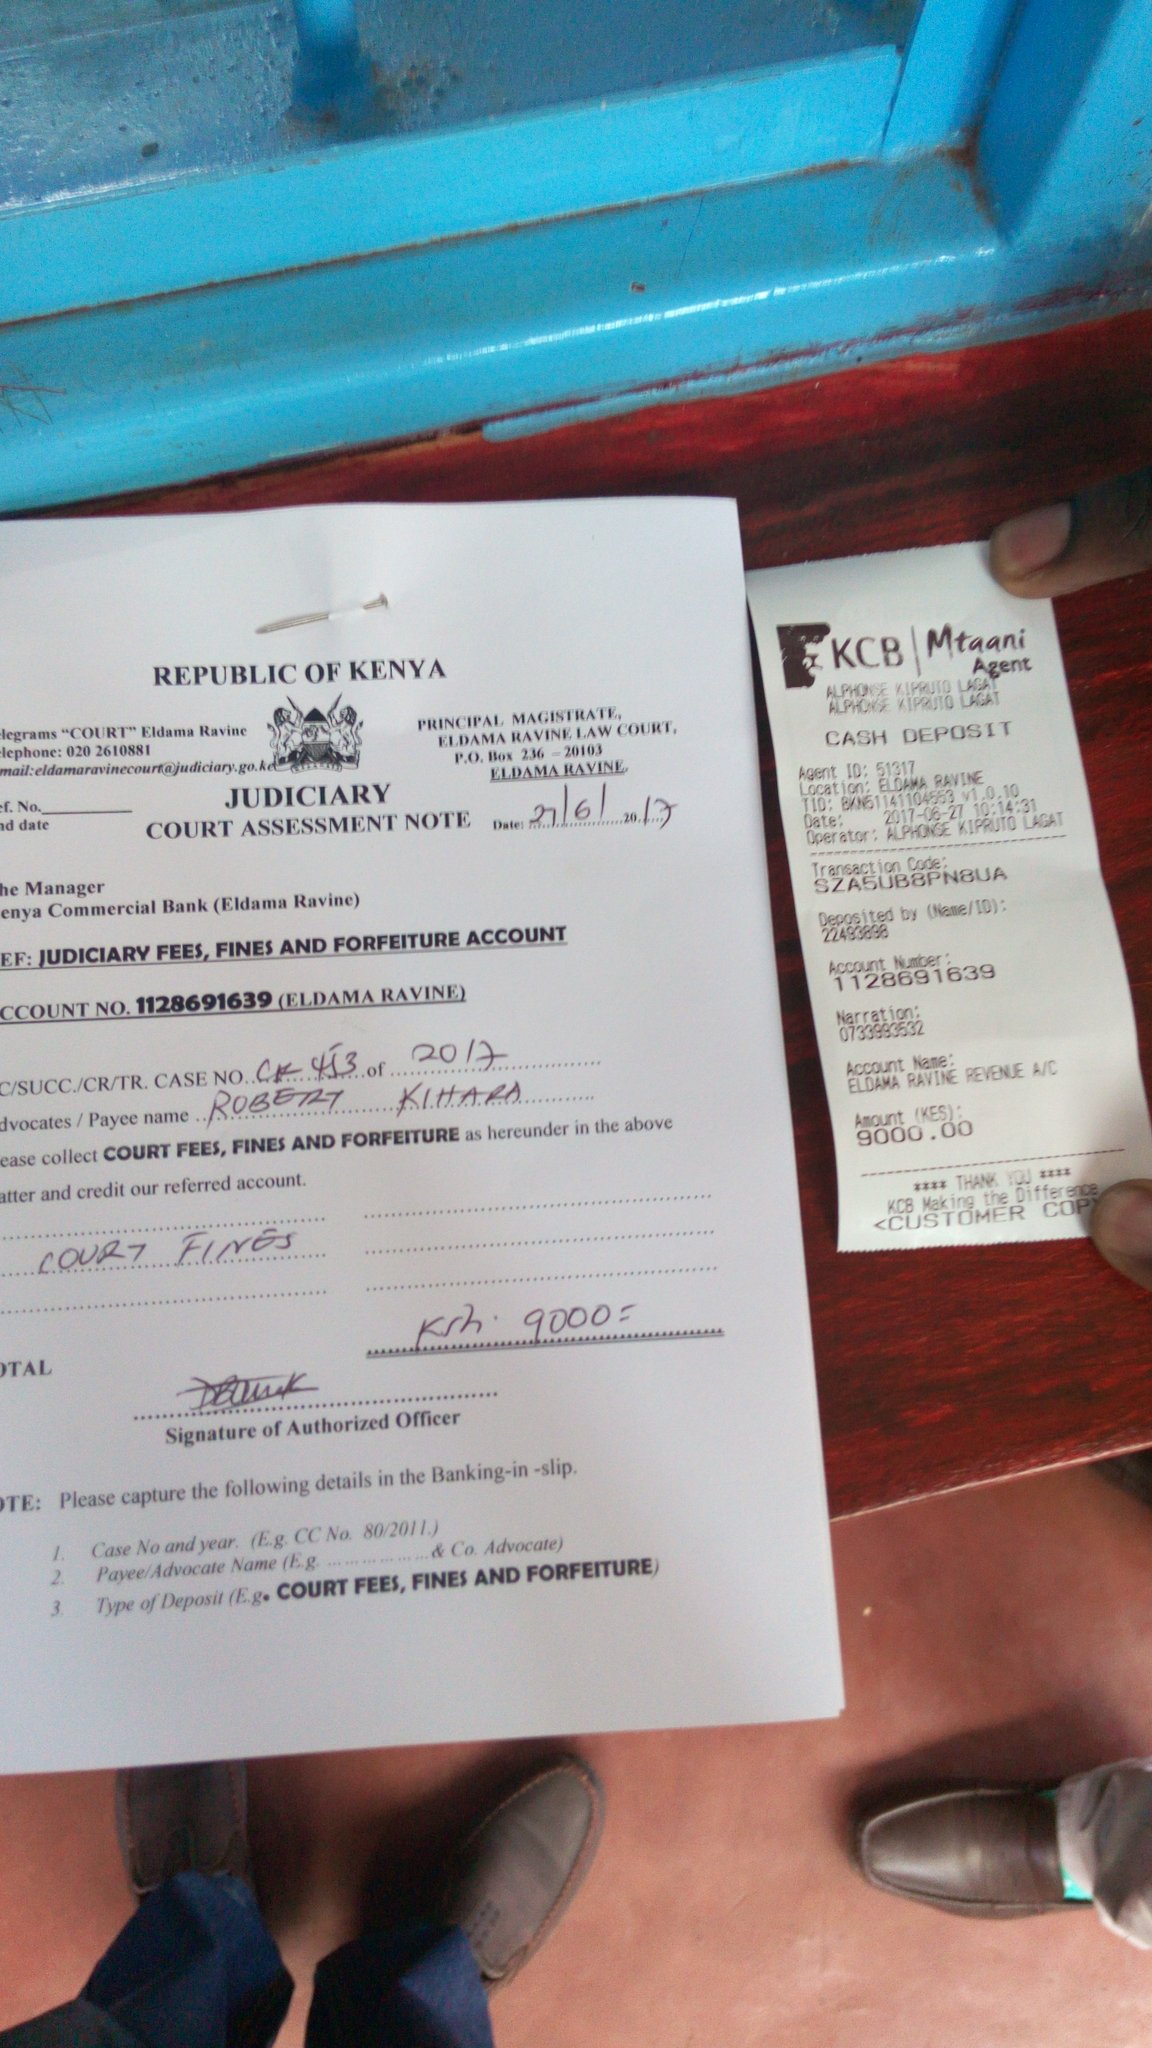 REPUBLIC OF KENYA
elegrams "COURT" Eldama Ravine
elephone: 020 2610881
mail:eldamaravinecourt@judiciary.go.ke
PRINCIPAL MAGISTRATE,
ELDAMA RAVINE LAW COURT,
P.O. Box 236 – 20103
ELDAMA RAVINE,
ef. No.
nd date
JUDICIARY
COURT ASSESSMENT NOTE
Date: 27/6/2017
he Manager
enya Commercial Bank (Eldama Ravine)
EF: JUDICIARY FEES, FINES AND FORFEITURE ACCOUNT
CCOUNT NO. 1128691639 (ELDAMA RAVINE)
C/SUCC./CR/TR. CASE NO. CR 453 of 2017
dvocates / Payee name ROBERT KIHARA
ease collect COURT FEES, FINES AND FORFEITURE as hereunder in the above
atter and credit our referred account.
COURT FINES
Ksh. 9000=
OTAL
Signature of Authorized Officer
OTE: Please capture the following details in the Banking-in -slip.
1. Case No and year. (E.g. CC No. 80/2011.)
2. Payee/Advocate Name (E.g. .................. & Co. Advocate)
3. Type of Deposit (E.g. COURT FEES, FINES AND FORFEITURE)
KCB | Mtaani
Agent
ALPHONSE KIPRUTO LAGAT
ALPHONSE KIPRUTO LAGAT
CASH DEPOSIT
Agent ID: 51317
Location: ELDAMA RAVINE
TID: BKN51141104553 v1.0.10
Date: 2017-06-27 10:14:31
Operator: ALPHONSE KIPRUTO LAGAT
Transaction Code:
SZA5UB8PN8UA
Deposited by (Name/ID):
22493898
Account Number:
1128691639
Narration:
0733993532
Account Name:
ELDAMA RAVINE REVENUE A/C
Amount (KES):
9000.00
**** THANK YOU ****
KCB Making the Difference
<CUSTOMER COP